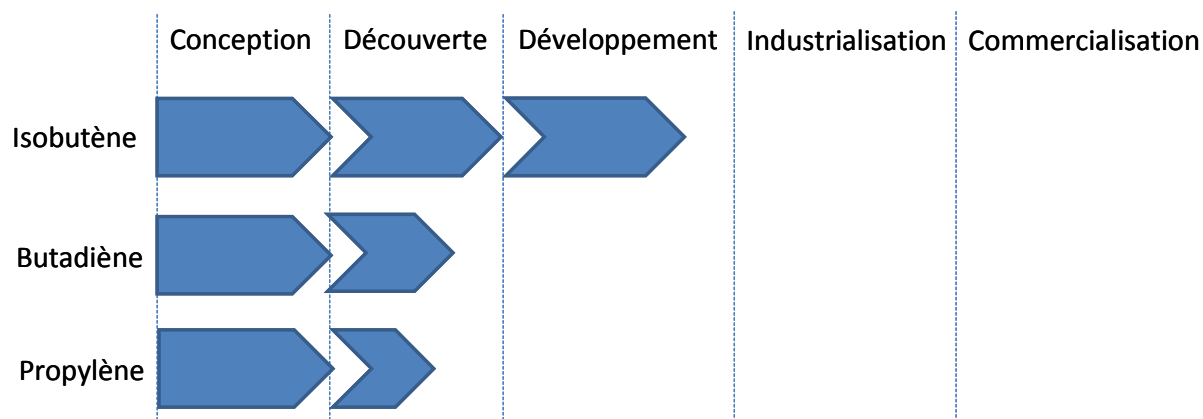 Conception Découverte Développement Industrialisation Commercialisation
Isobutène
Butadiène
Propylène